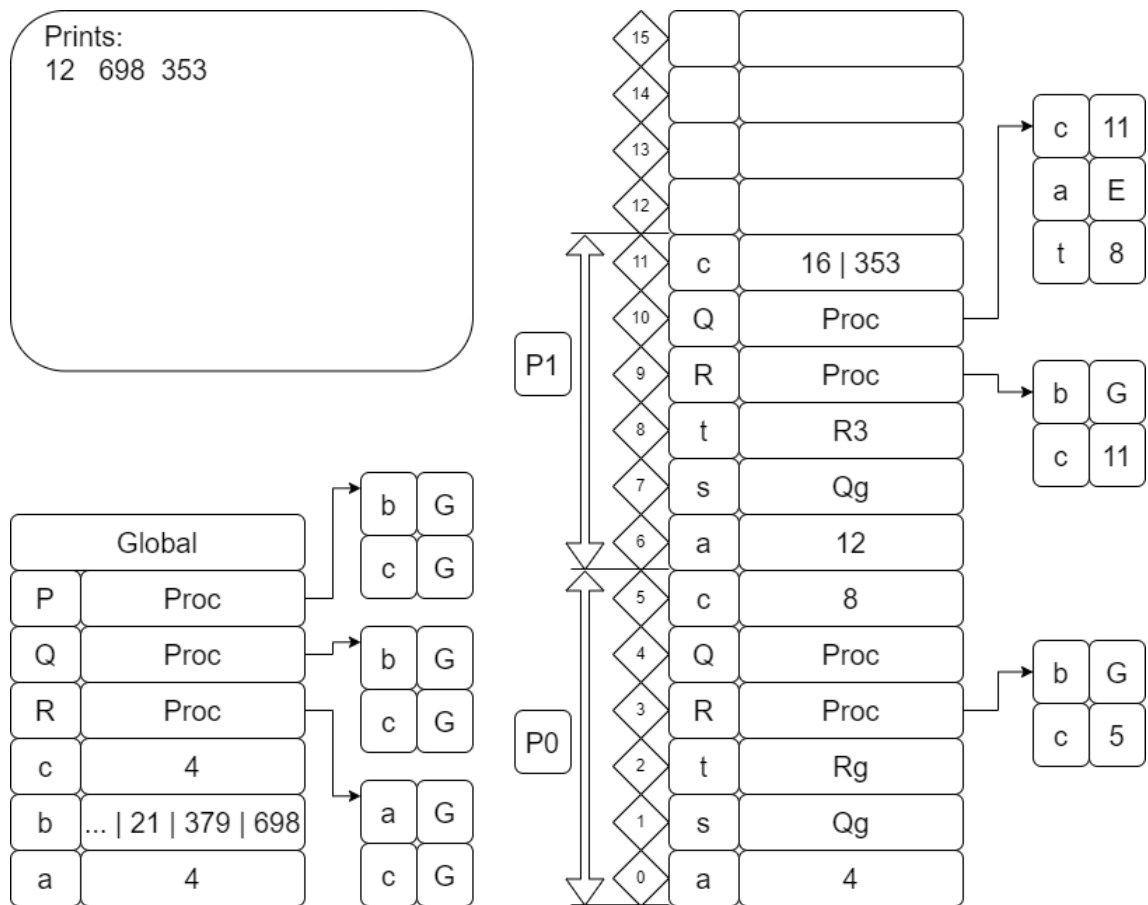 Prints:
12 698 353
Global
P Proc
Q Proc
R Proc
c 4
b ... | 21 | 379 | 698
a 4
b G
c G
b G
c G
a G
c G
P1
P0
15
14
13
12
11 c 16 | 353
10 Q Proc
9 R Proc
8 t R3
7 s Qg
6 a 12
5 c 8
4 Q Proc
3 R Proc
2 t Rg
1 s Qg
0 a 4
c 11
a E
t 8
b G
c 11
b G
c 5